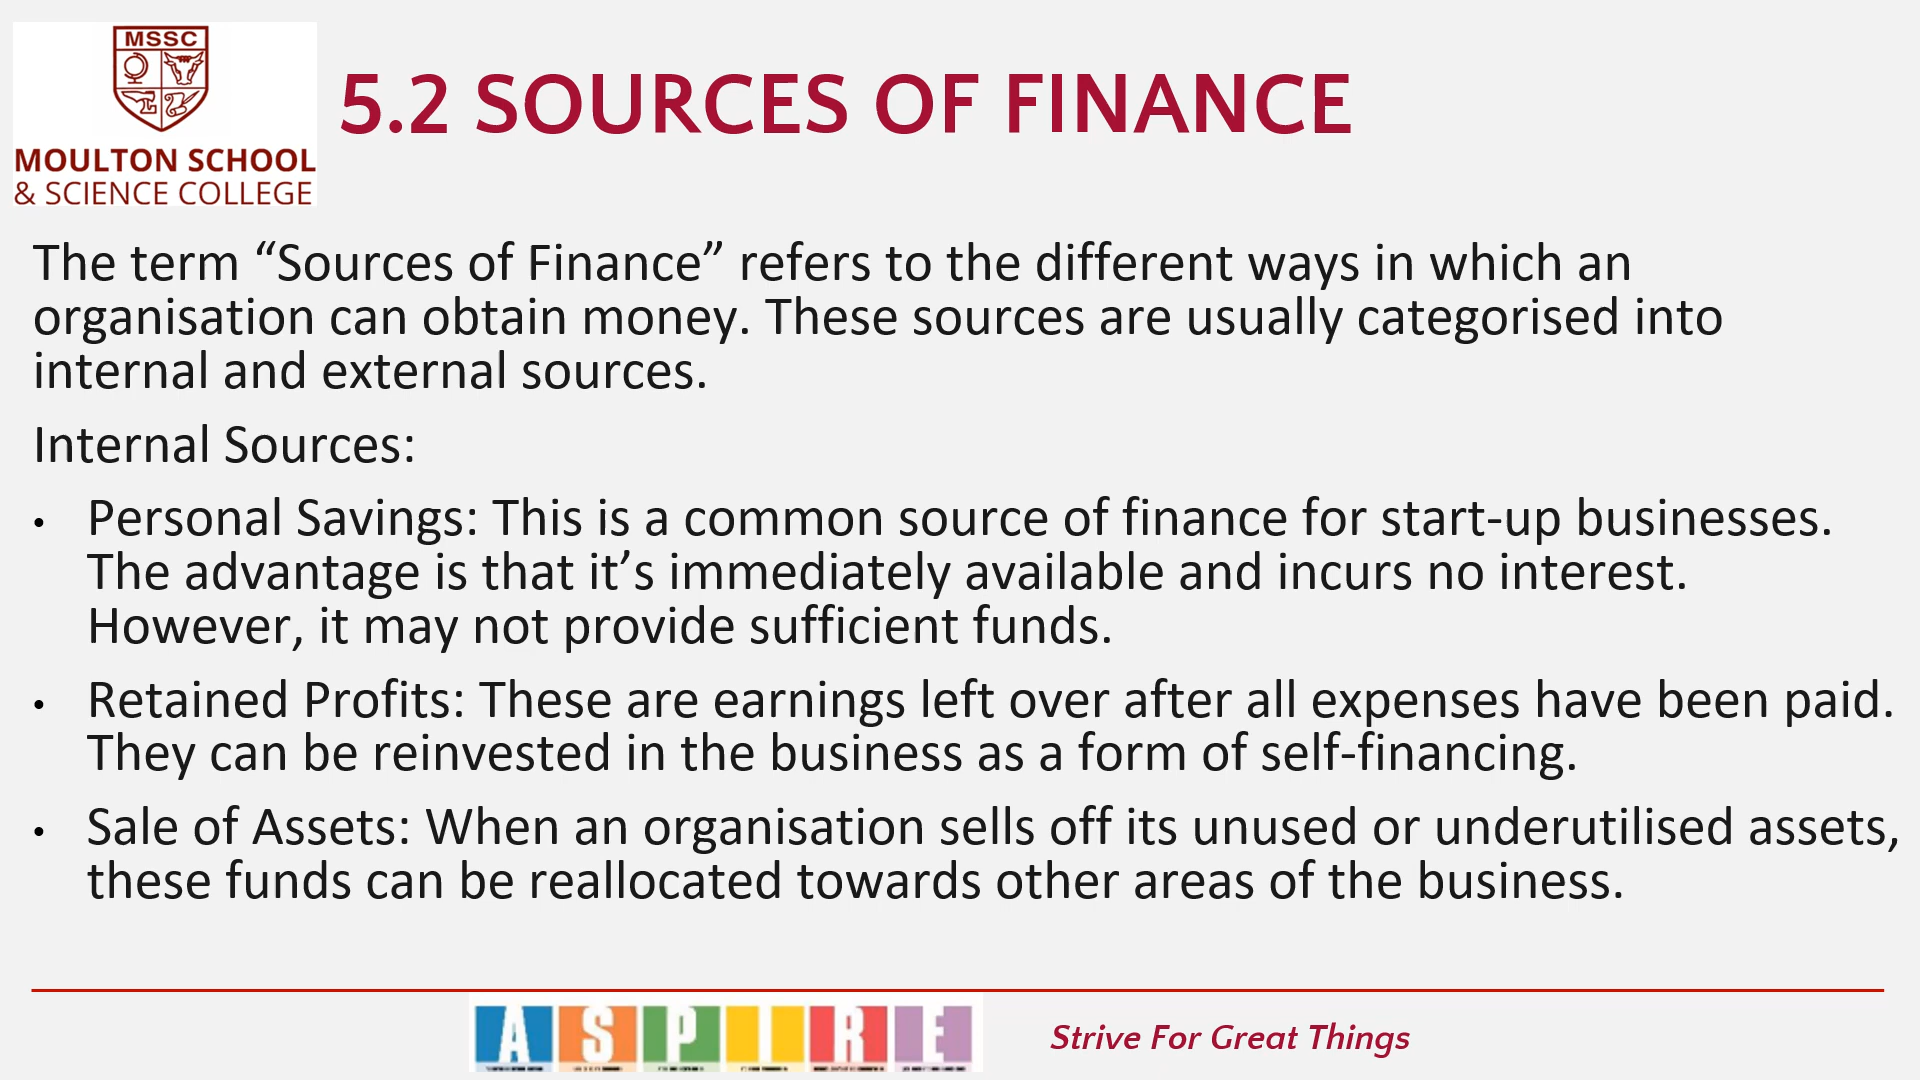 MSSC
MOULTON SCHOOL
& SCIENCE COLLEGE
5.2 SOURCES OF FINANCE
The term “Sources of Finance” refers to the different ways in which an
organisation can obtain money. These sources are usually categorised into
internal and external sources.
Internal Sources:
• Personal Savings: This is a common source of finance for start-up businesses.
The advantage is that it’s immediately available and incurs no interest.
However, it may not provide sufficient funds.
• Retained Profits: These are earnings left over after all expenses have been paid.
They can be reinvested in the business as a form of self-financing.
• Sale of Assets: When an organisation sells off its unused or underutilised assets,
these funds can be reallocated towards other areas of the business.
ASPIRE
Strive For Great Things